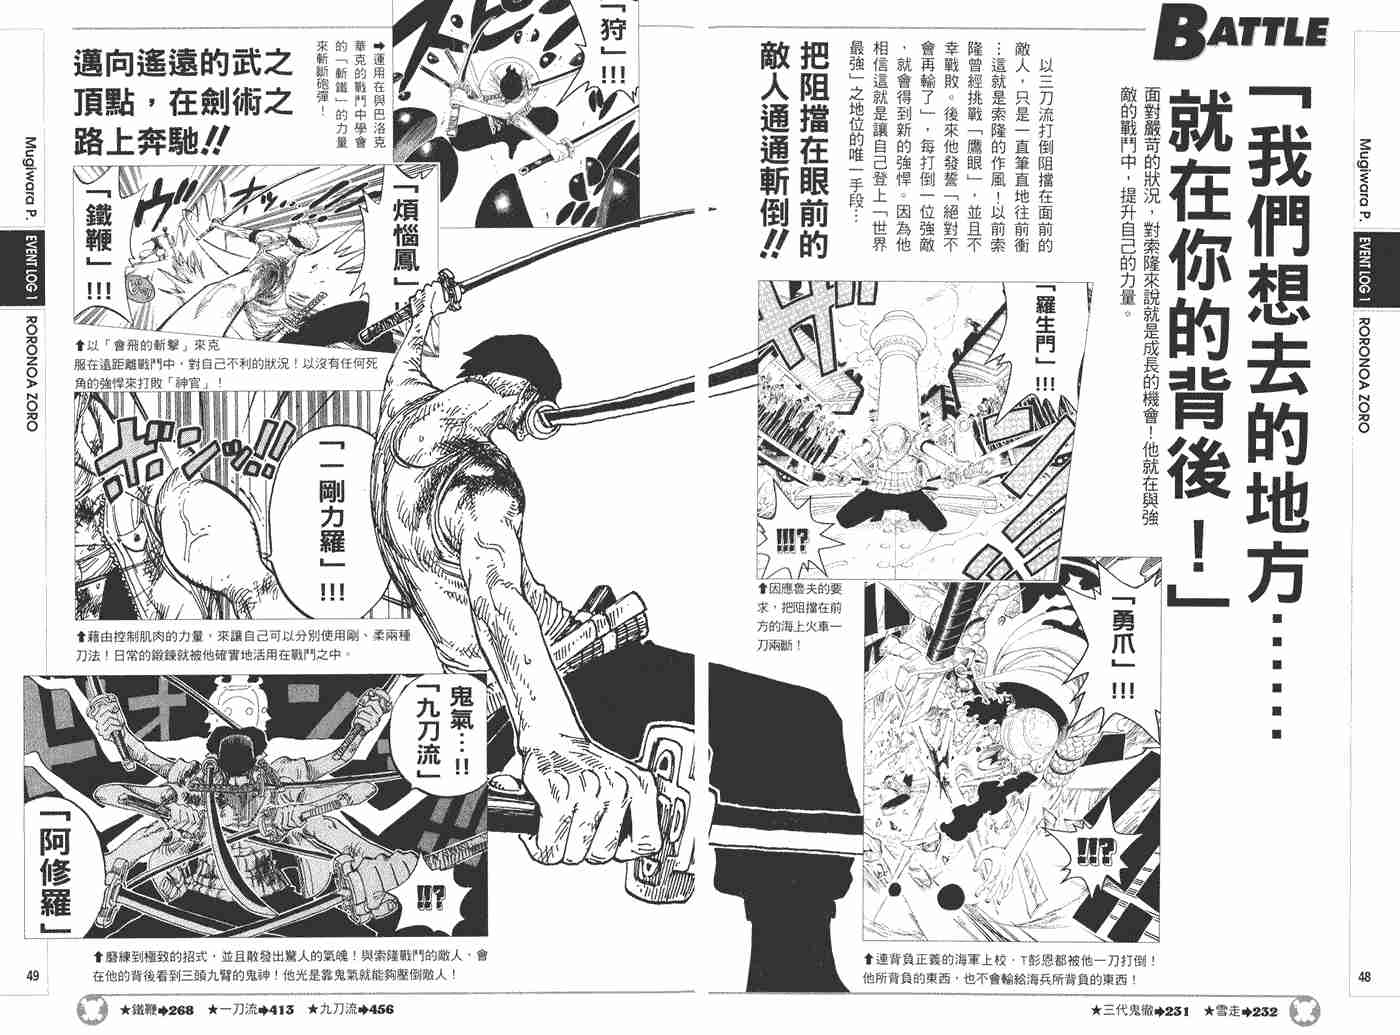 BATTLE
「我們想去的地方⋯⋯
就在你的背後！」
面對嚴苛的狀況，對索隆來說就是成長的機會！他就在與強
敵的戰鬥中，提升自己的力量。
以三刀流打倒阻擋在面前的
敵人，只是一直筆直地往前衝
…這就是索隆的作風！以前索
隆曾經挑戰「鷹眼」，並且不
幸戰敗。後來他發誓「絕對不
會再輸了」，每打倒一位強敵
，就會得到新的強悍。因為他
相信這就是讓自己登上「世界
最強」之地位的唯一手段…
把阻擋在眼前的
敵人通通斬倒!!
「羅生門」!!!
!!!?
⬆因應魯夫的要
求，把阻擋在前
方的海上火車一
刀兩斷！
「勇爪」!!!
!!!?
⬆連背負正義的海軍上校．T彭恩都被他一刀打倒！
他所背負的東西，也不會輸給海兵所背負的東西！
★三代鬼徹➡231 ★雪走➡232
Mugiwara P.
EVENT LOG 1
RORONOA ZORO
48
「狩」!!!
スピン
➡運用在與巴洛克
華克的戰鬥中學會
的「斬鐵」的力量
來斬斷砲彈！
邁向遙遠的武之
頂點，在劍術之
路上奔馳!!
「煩惱鳳」!!!
「鐵鞭」!!!
⬆以「會飛的斬擊」來克
服在遠距離戰鬥中，對自己不利的狀況！以沒有任何死
角的強悍來打敗「神官」！
「一剛力羅」!!!
ボンッ!!
⬆藉由控制肌肉的力量，來讓自己可以分別使用剛、柔兩種
刀法！日常的鍛鍊就被他確實地活用在戰鬥之中。
鬼氣…!!
「九刀流」
「阿修羅」
!!!?
⬆磨練到極致的招式，並且散發出驚人的氣魄！與索隆戰鬥的敵人，會
在他的背後看到三頭九臂的鬼神！他光是靠鬼氣就能夠壓倒敵人！
★鐵鞭➡268 ★一刀流➡413 ★九刀流➡456
Mugiwara P.
EVENT LOG 1
RORONOA ZORO
49